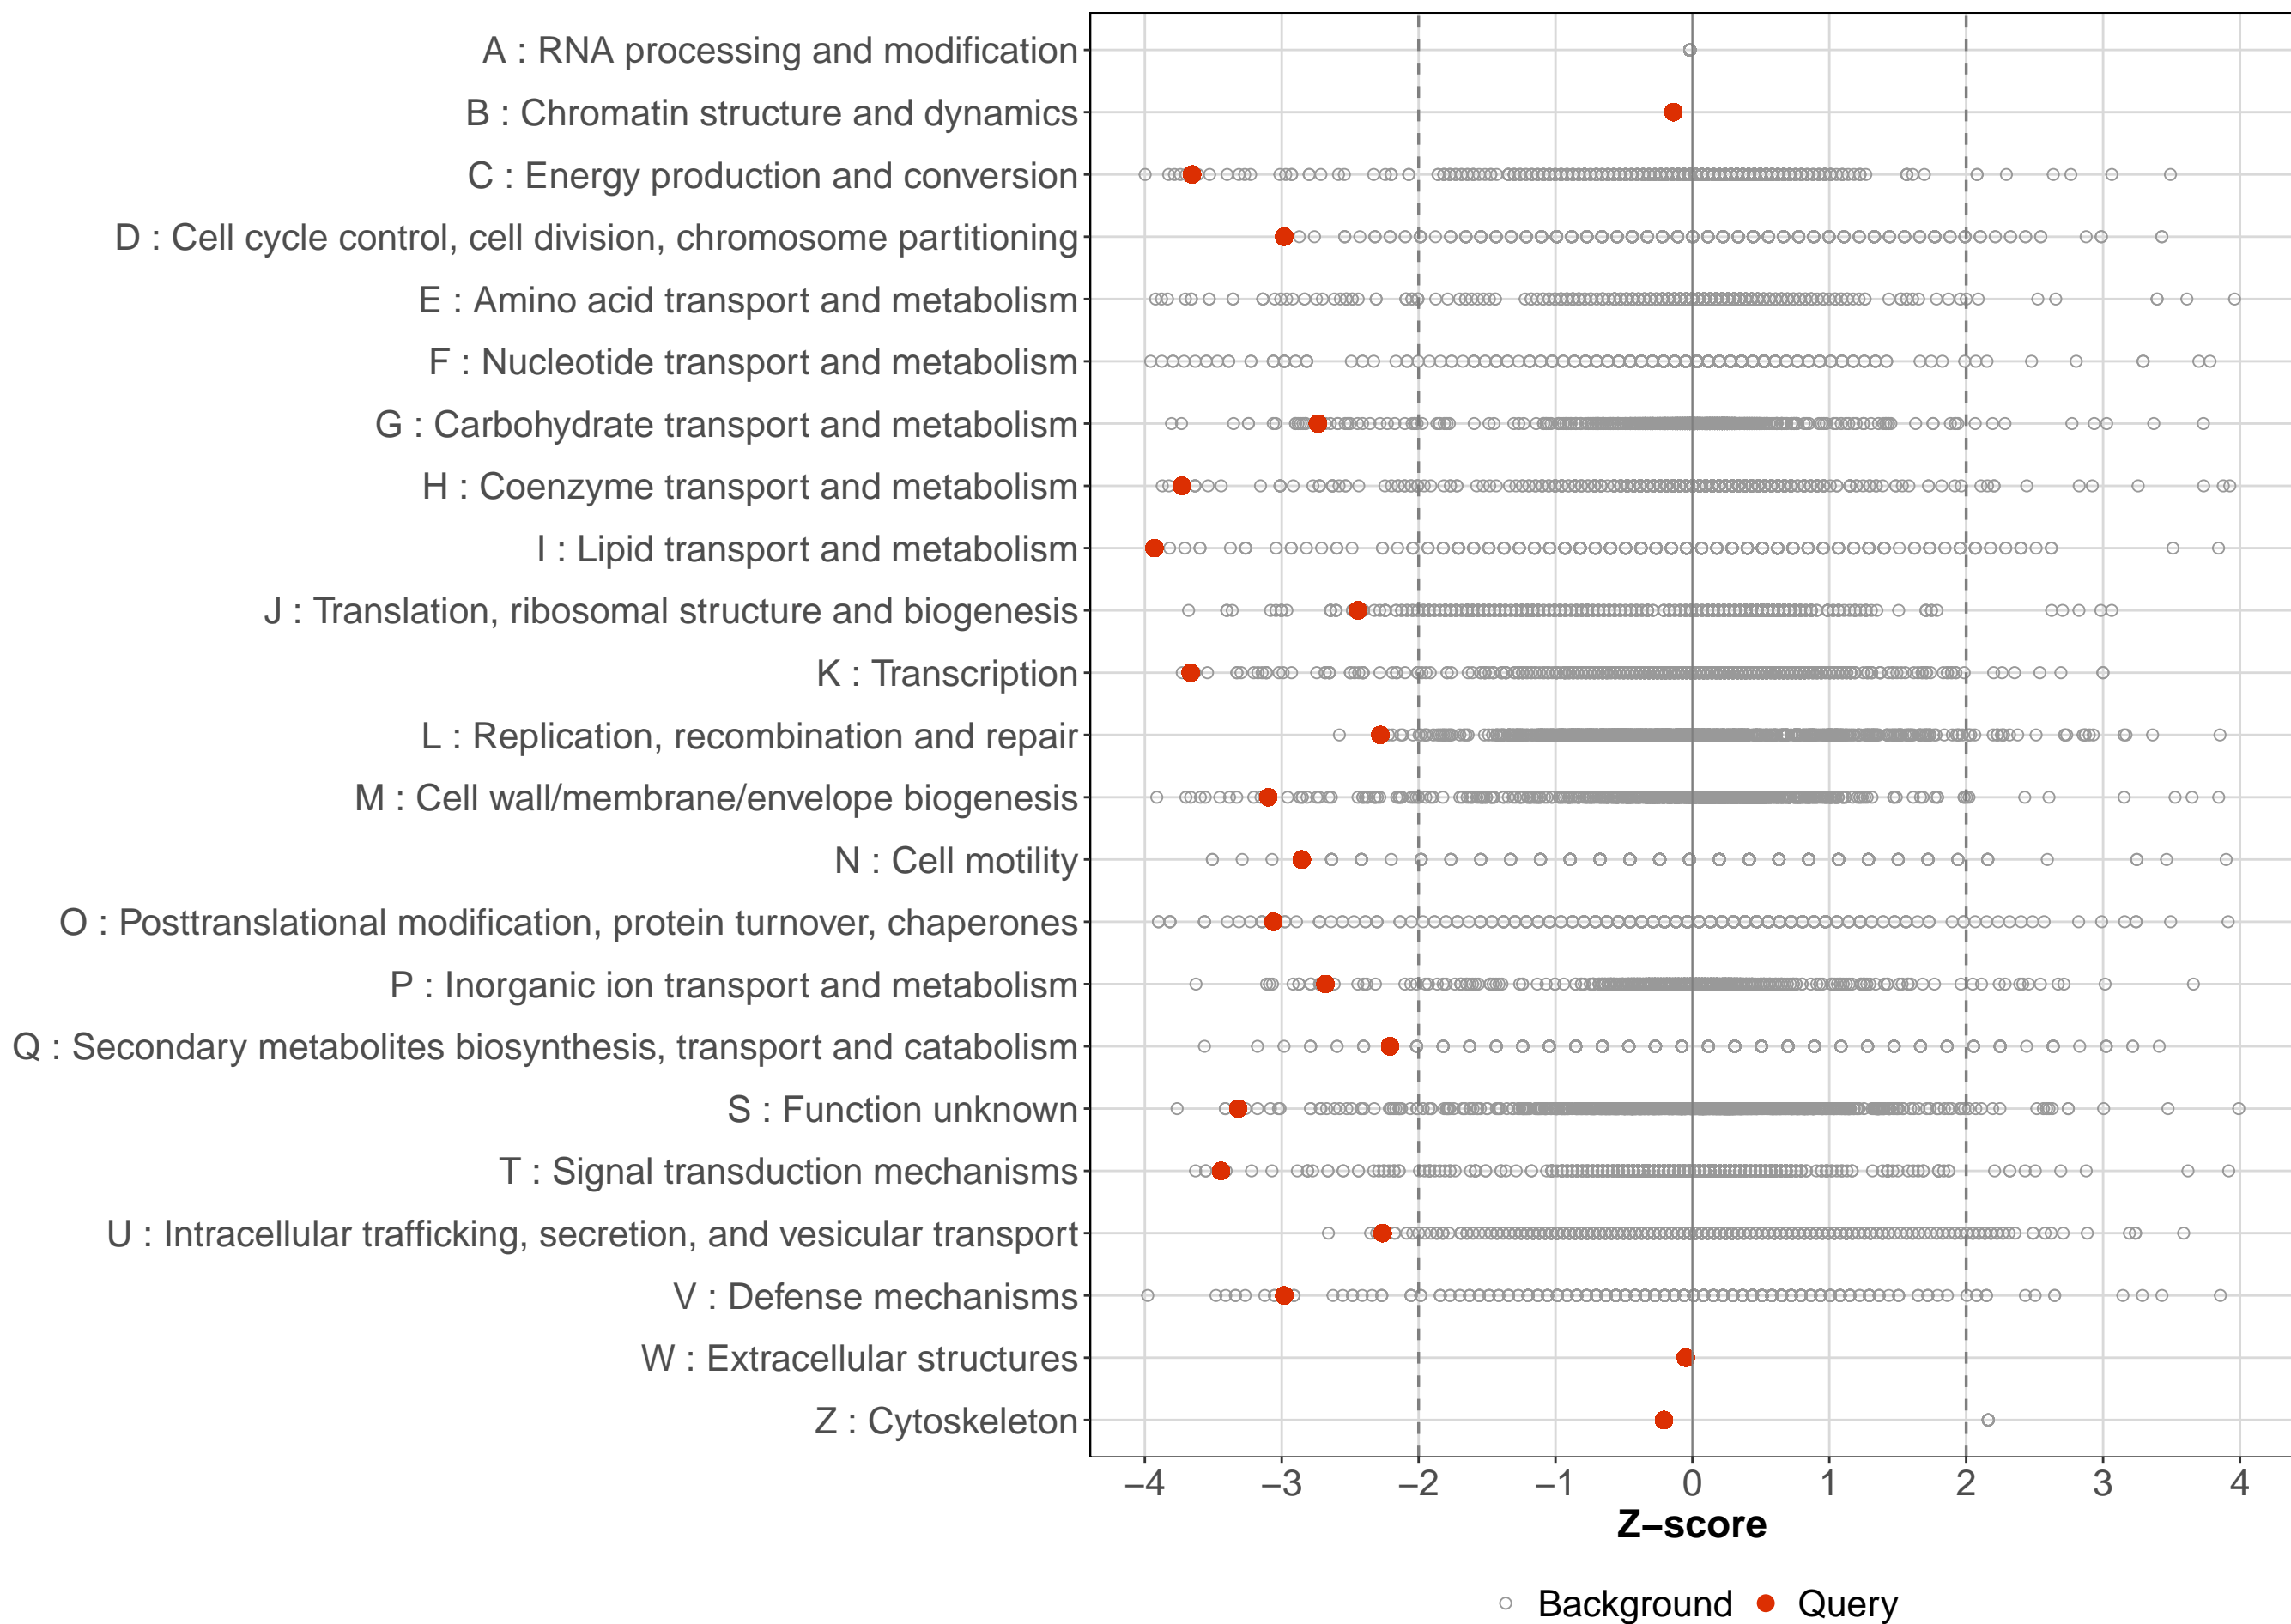 A : RNA processing and modification
B : Chromatin structure and dynamics
C : Energy production and conversion
D : Cell cycle control, cell division, chromosome partitioning
E : Amino acid transport and metabolism
F : Nucleotide transport and metabolism
G : Carbohydrate transport and metabolism
H : Coenzyme transport and metabolism
I : Lipid transport and metabolism
J : Translation, ribosomal structure and biogenesis
K : Transcription
L : Replication, recombination and repair
M : Cell wall/membrane/envelope biogenesis
N : Cell motility
O : Posttranslational modification, protein turnover, chaperones
P : Inorganic ion transport and metabolism
Q : Secondary metabolites biosynthesis, transport and catabolism
S : Function unknown
T : Signal transduction mechanisms
U : Intracellular trafficking, secretion, and vesicular transport
V : Defense mechanisms
W : Extracellular structures
Z : Cytoskeleton
−4 −3 −2 −1 0 1 2 3 4
Z−score
Background Query